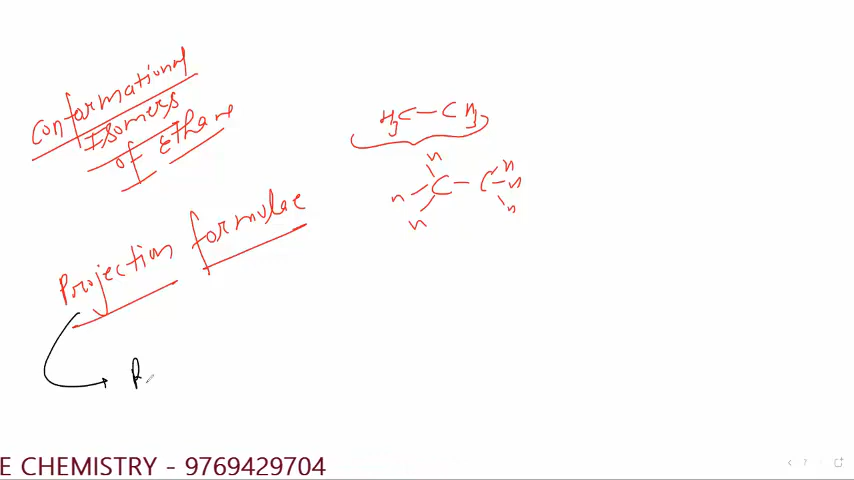 Conformational
Isomers
of Ethane
H3C-CH3
H
H C-C H
H H
H
Projection formulae
E CHEMISTRY - 9769429704